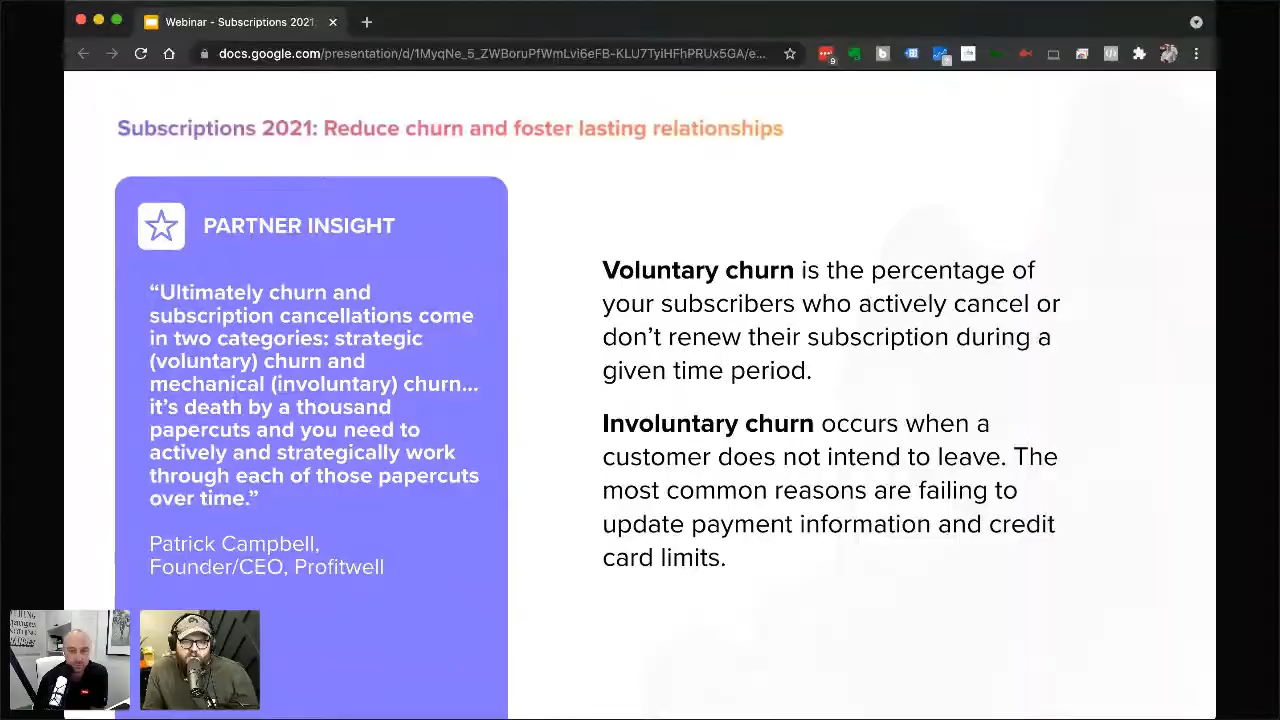 Webinar - Subscriptions 2021
docs.google.com/presentation/d/1MyqNe_5_ZWBoruPfWmLvi6eFB-KLU7TyiHFhPRUx5GA/e...
9
Subscriptions 2021: Reduce churn and foster lasting relationships
PARTNER INSIGHT
“Ultimately churn and
subscription cancellations come
in two categories: strategic
(voluntary) churn and
mechanical (involuntary) churn...
it’s death by a thousand
papercuts and you need to
actively and strategically work
through each of those papercuts
over time.”
Patrick Campbell,
Founder/CEO, Profitwell
Voluntary churn is the percentage of
your subscribers who actively cancel or
don’t renew their subscription during a
given time period.
Involuntary churn occurs when a
customer does not intend to leave. The
most common reasons are failing to
update payment information and credit
card limits.